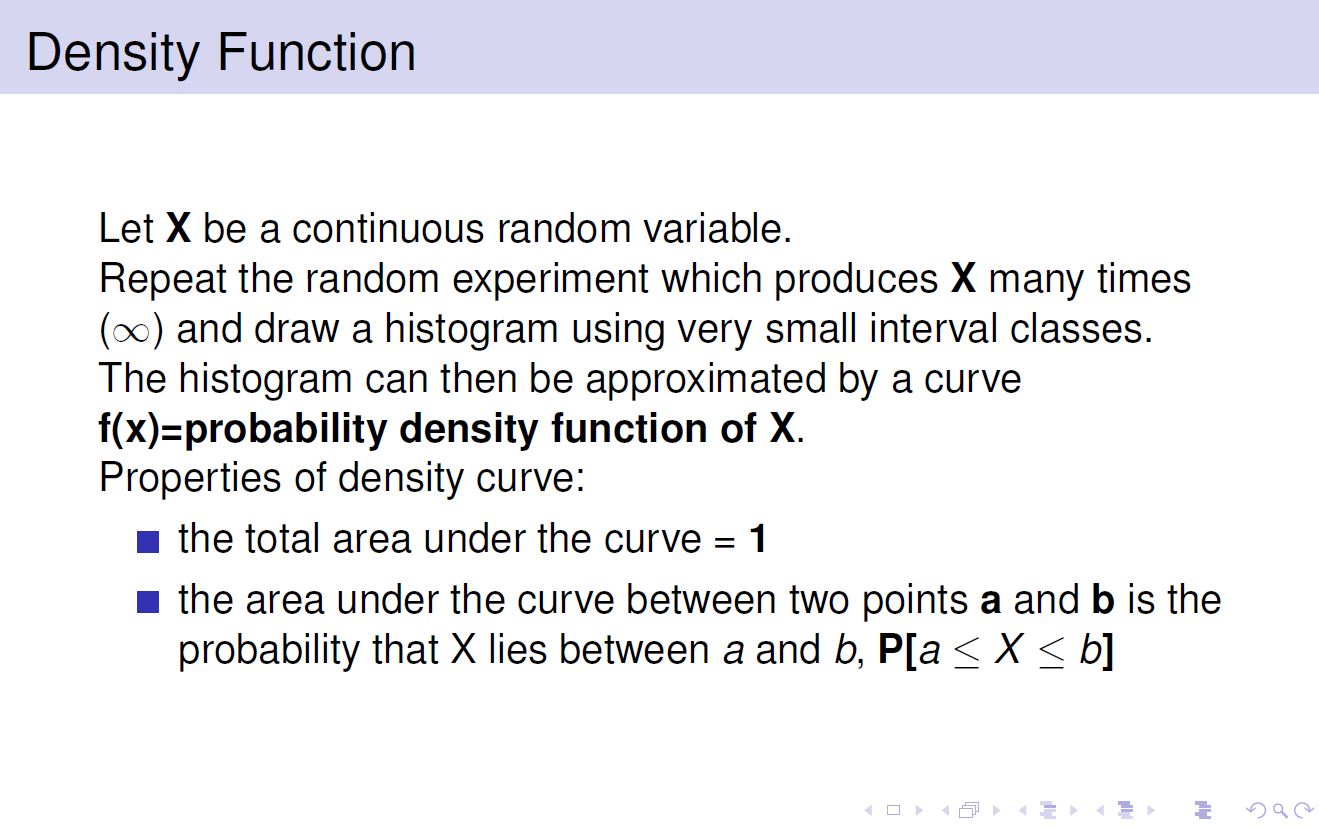 Density Function
Let X be a continuous random variable.
Repeat the random experiment which produces X many times
(∞) and draw a histogram using very small interval classes.
The histogram can then be approximated by a curve
f(x)=probability density function of X.
Properties of density curve:
the total area under the curve = 1
the area under the curve between two points a and b is the
probability that X lies between a and b, P[a ≤ X ≤ b]